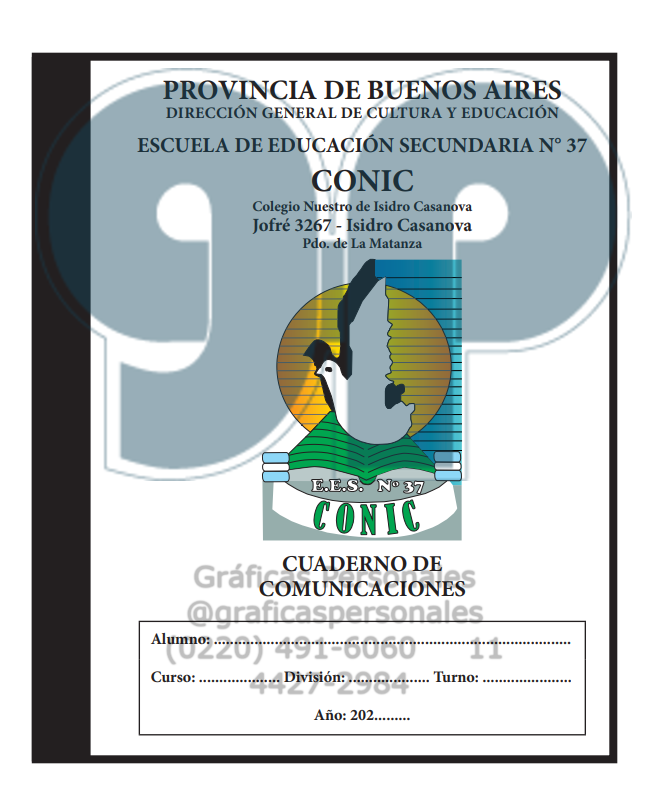 PROVINCIA DE BUENOS AIRES
DIRECCIÓN GENERAL DE CULTURA Y EDUCACIÓN
ESCUELA DE EDUCACIÓN SECUNDARIA N° 37
CONIC
Colegio Nuestro de Isidro Casanova
Jofré 3267 - Isidro Casanova
Pdo. de La Matanza
gp
E.E.S. Nº 37
CONIC
CUADERNO DE
Gráficas Personales
COMUNICACIONES
@graficaspersonales
Alumno: ....................................................................................
(0220) 491-6060 11
Curso: .................... División: .................... Turno: ......................
4427-2984
Año: 202.........